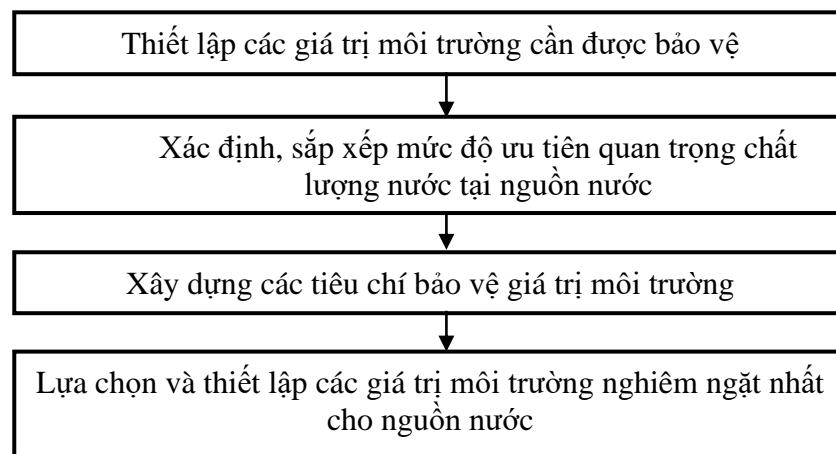 Thiết lập các giá trị môi trường cần được bảo vệ
Xác định, sắp xếp mức độ ưu tiên quan trọng chất
lượng nước tại nguồn nước
Xây dựng các tiêu chí bảo vệ giá trị môi trường
Lựa chọn và thiết lập các giá trị môi trường nghiêm ngặt nhất
cho nguồn nước